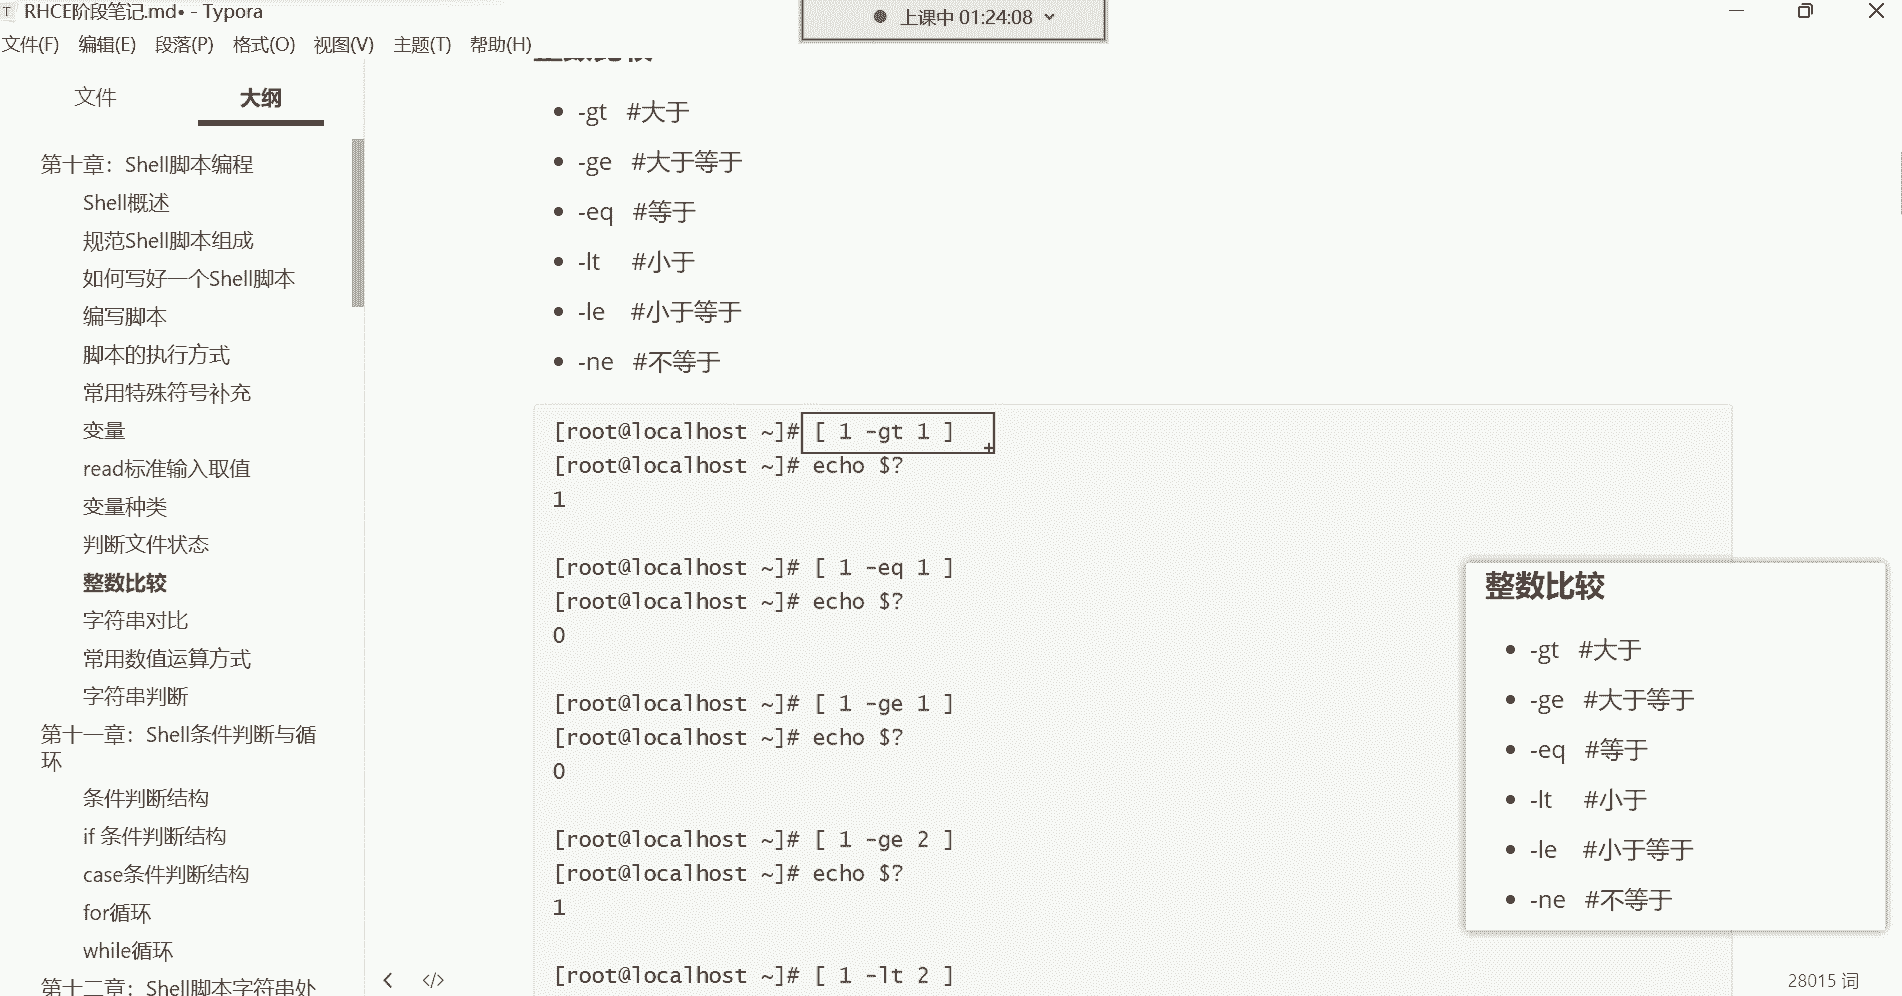 RHCE阶段笔记.md• - Typora
上课中 01:24:08
文件(F) 编辑(E) 段落(P) 格式(O) 视图(V) 主题(T) 帮助(H)
文件 大纲
第十章：Shell脚本编程
Shell概述
规范Shell脚本组成
如何写好一个Shell脚本
编写脚本
脚本的执行方式
常用特殊符号补充
变量
read标准输入取值
变量种类
判断文件状态
整数比较
字符串对比
常用数值运算方式
字符串判断
第十一章：Shell条件判断与循
环
条件判断结构
if 条件判断结构
case条件判断结构
for循环
while循环
第十二章：Shell脚本字符串处
整数比较
-gt #大于
-ge #大于等于
-eq #等于
-lt #小于
-le #小于等于
-ne #不等于
[root@localhost ~]# [ 1 -gt 1 ]
[root@localhost ~]# echo $?
1
[root@localhost ~]# [ 1 -eq 1 ]
[root@localhost ~]# echo $?
0
[root@localhost ~]# [ 1 -ge 1 ]
[root@localhost ~]# echo $?
0
[root@localhost ~]# [ 1 -ge 2 ]
[root@localhost ~]# echo $?
1
[root@localhost ~]# [ 1 -lt 2 ]
整数比较
-gt #大于
-ge #大于等于
-eq #等于
-lt #小于
-le #小于等于
-ne #不等于
28015 词